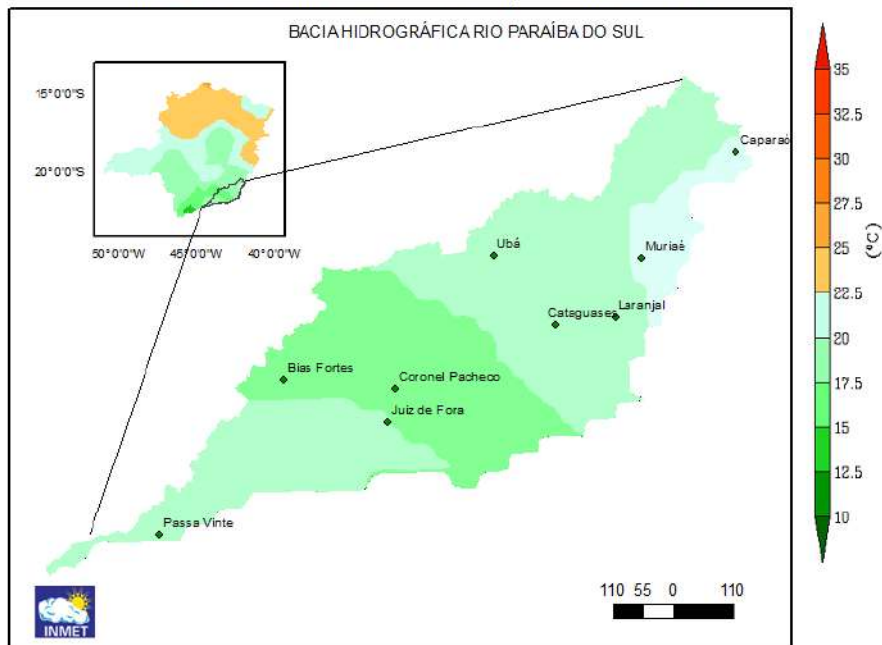 BACIA HIDROGRÁFICA RIO PARAÍBA DO SUL
15°0'0"S
20°0'0"S
50°0'0"W 45°0'0"W 40°0'0"W
Caparaó
Ubá
Muriaé
Cataguases
Laranjal
Bias Fortes
Coronel Pacheco
Juiz de Fora
Passa Vinte
INMET
110 55 0 110
35
32.5
30
27.5
25
22.5
20
17.5
15
12.5
10
(°C)